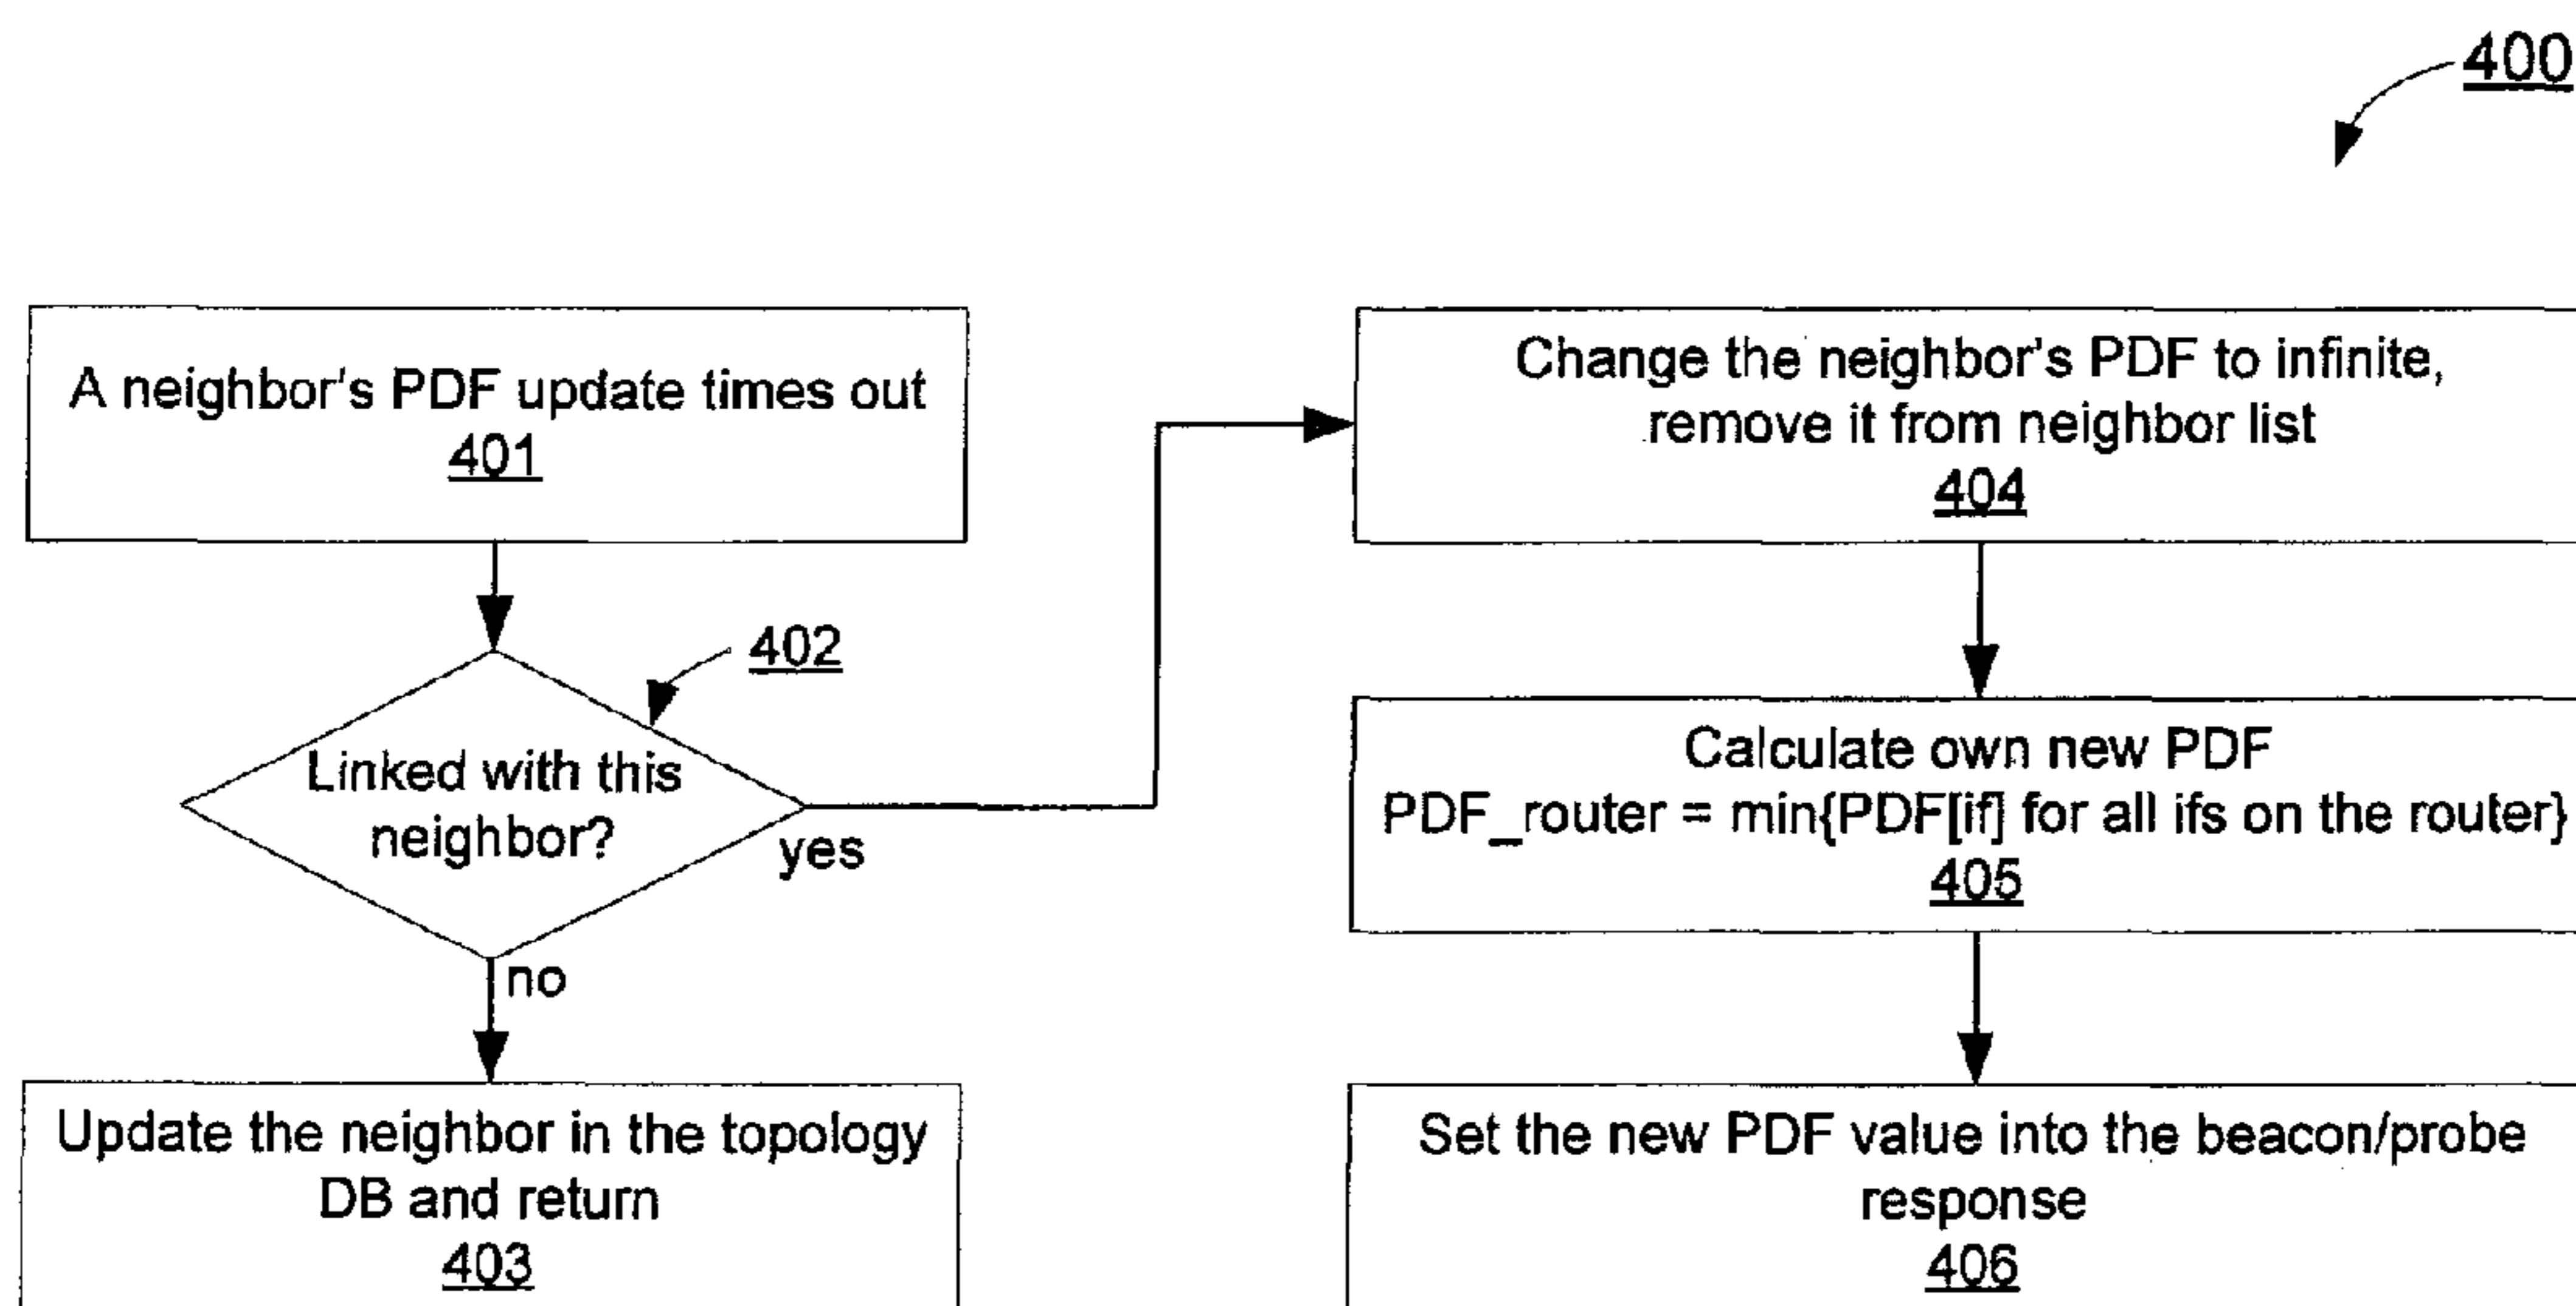 400
A neighbor's PDF update times out
401
402
Linked with this
neighbor?
yes
no
Update the neighbor in the topology
DB and return
403
Change the neighbor's PDF to infinite,
remove it from neighbor list
404
Calculate own new PDF
PDF_router = min{PDF[if] for all ifs on the router}
405
Set the new PDF value into the beacon/probe
response
406